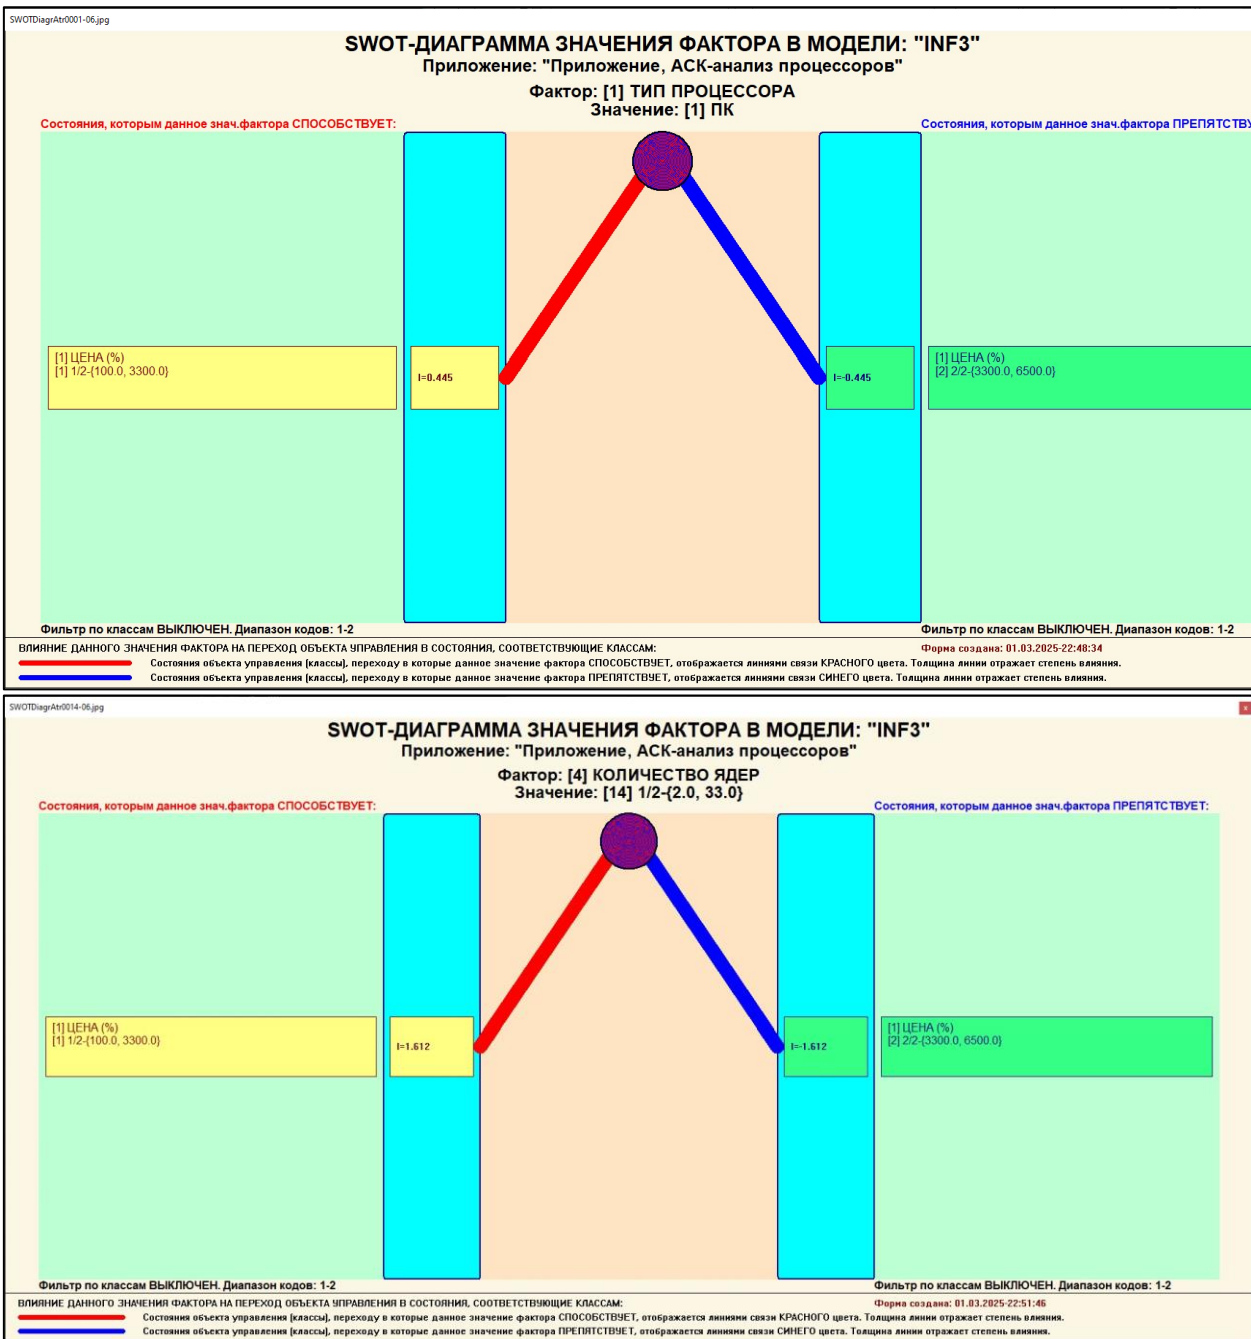 SWOTDiagrAtr0001-06.jpg
SWOT-ДИАГРАММА ЗНАЧЕНИЯ ФАКТОРА В МОДЕЛИ: "INF3"
Приложение: "Приложение, АСК-анализ процессоров"
Фактор: [1] ТИП ПРОЦЕССОРА
Значение: [1] ПК
Состояния, которым данное знач.фактора СПОСОБСТВУЕТ:
Состояния, которым данное знач.фактора ПРЕПЯТСТВУ
[1] ЦЕНА (%)
[1] 1/2-{100.0, 3300.0}
I=0.445
I=-0.445
[1] ЦЕНА (%)
[2] 2/2-{3300.0, 6500.0}
Фильтр по классам ВЫКЛЮЧЕН. Диапазон кодов: 1-2
Фильтр по классам ВЫКЛЮЧЕН. Диапазон кодов: 1-2
ВЛИЯНИЕ ДАННОГО ЗНАЧЕНИЯ ФАКТОРА НА ПЕРЕХОД ОБЪЕКТА УПРАВЛЕНИЯ В СОСТОЯНИЯ, СООТВЕТСТВУЮЩИЕ КЛАССАМ:
Форма создана: 01.03.2025-22:48:34
Состояния объекта управления (классы), переходу в которые данное значение фактора СПОСОБСТВУЕТ, отображается линиями связи КРАСНОГО цвета. Толщина линии отражает степень влияния.
Состояния объекта управления (классы), переходу в которые данное значение фактора ПРЕПЯТСТВУЕТ, отображается линиями связи СИНЕГО цвета. Толщина линии отражает степень влияния.
SWOTDiagrAtr0014-06.jpg
x
SWOT-ДИАГРАММА ЗНАЧЕНИЯ ФАКТОРА В МОДЕЛИ: "INF3"
Приложение: "Приложение, АСК-анализ процессоров"
Фактор: [4] КОЛИЧЕСТВО ЯДЕР
Значение: [14] 1/2-{2.0, 33.0}
Состояния, которым данное знач.фактора СПОСОБСТВУЕТ:
Состояния, которым данное знач.фактора ПРЕПЯТСТВУЕТ:
[1] ЦЕНА (%)
[1] 1/2-{100.0, 3300.0}
I=1.612
I=-1.612
[1] ЦЕНА (%)
[2] 2/2-{3300.0, 6500.0}
Фильтр по классам ВЫКЛЮЧЕН. Диапазон кодов: 1-2
Фильтр по классам ВЫКЛЮЧЕН. Диапазон кодов: 1-2
ВЛИЯНИЕ ДАННОГО ЗНАЧЕНИЯ ФАКТОРА НА ПЕРЕХОД ОБЪЕКТА УПРАВЛЕНИЯ В СОСТОЯНИЯ, СООТВЕТСТВУЮЩИЕ КЛАССАМ:
Форма создана: 01.03.2025-22:51:46
Состояния объекта управления (классы), переходу в которые данное значение фактора СПОСОБСТВУЕТ, отображается линиями связи КРАСНОГО цвета. Толщина линии отражает степень влияния.
Состояния объекта управления (классы), переходу в которые данное значение фактора ПРЕПЯТСТВУЕТ, отображается линиями связи СИНЕГО цвета. Толщина линии отражает степень влияния.